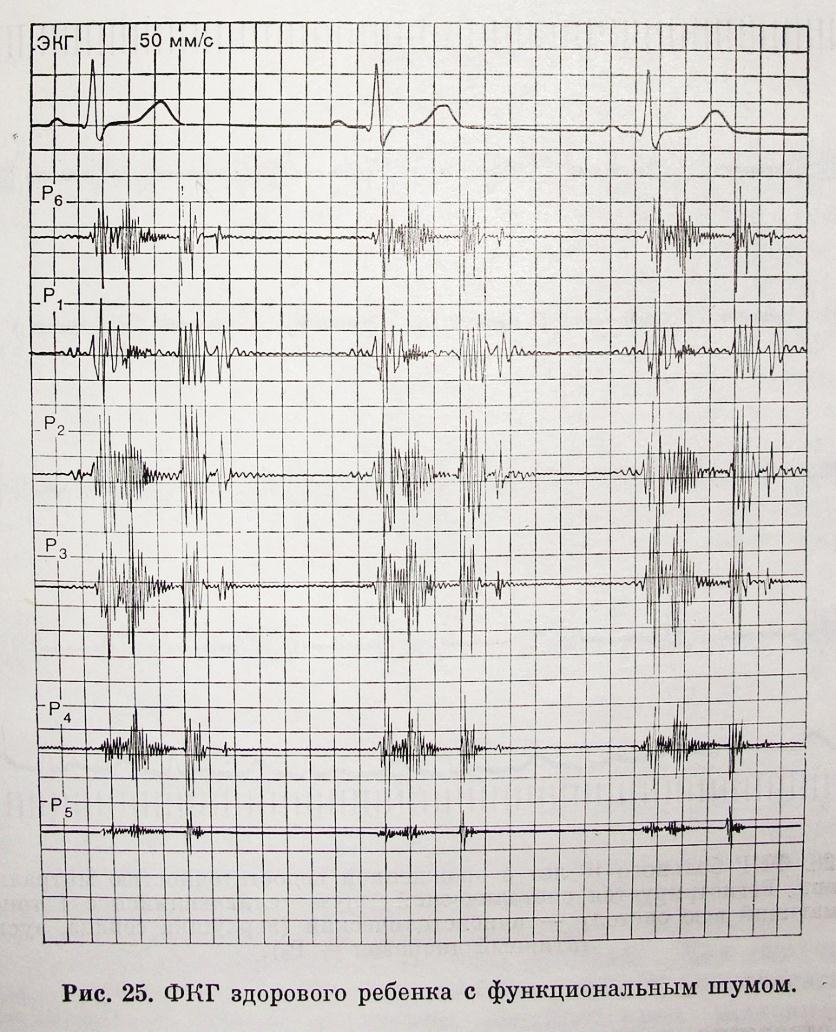 ЭКГ 50 мм/с
P6
P1
P2
P3
P4
P5
Рис. 25. ФКГ здорового ребенка с функциональным шумом.